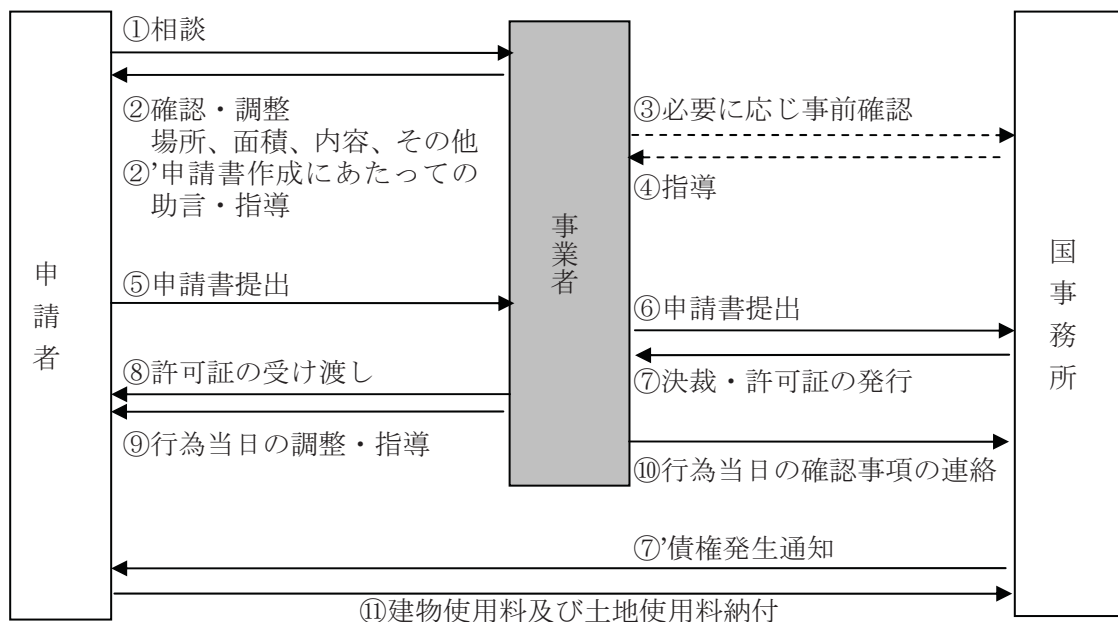 ①相談
②確認・調整
場所、面積、内容、その他
②’申請書作成にあたっての
助言・指導
③必要に応じ事前確認
④指導
申請者
事業者
国事務所
⑤申請書提出
⑥申請書提出
⑦決裁・許可証の発行
⑧許可証の受け渡し
⑨行為当日の調整・指導
⑩行為当日の確認事項の連絡
⑦’債権発生通知
⑪建物使用料及び土地使用料納付